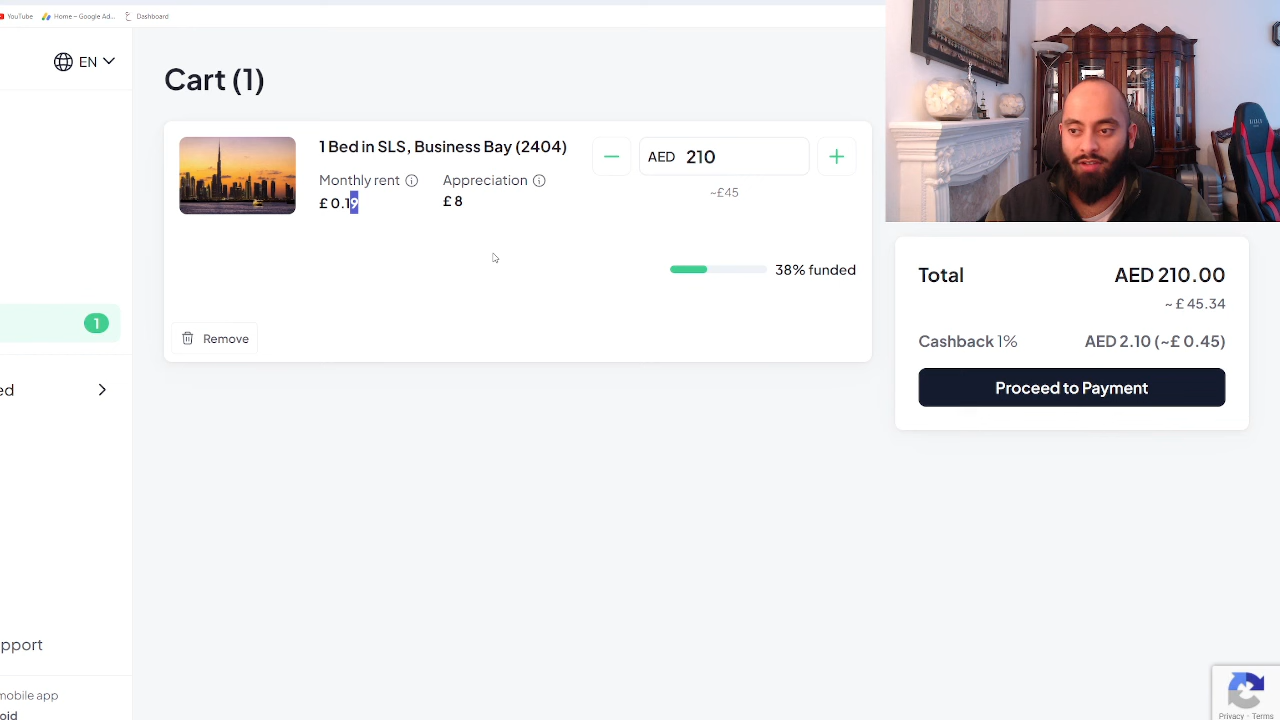 YouTube
Home – Google Ad...
Dashboard
EN
Cart (1)
1 Bed in SLS, Business Bay (2404)
Monthly rent
Appreciation
£ 0.19
£ 8
AED 210
~£45
38% funded
Remove
1
ed
pport
mobile app
oid
Total
AED 210.00
~ £ 45.34
Cashback 1%
AED 2.10 (~£ 0.45)
Proceed to Payment
Privacy - Terms